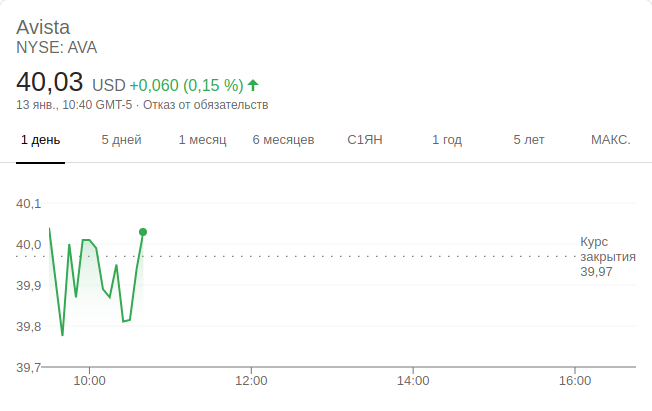 Avista
NYSE: AVA
40,03 USD +0,060 (0,15 %)
13 янв., 10:40 GMT-5 · Отказ от обязательств
1 день 5 дней 1 месяц 6 месяцев С1ЯН 1 год 5 лет МАКС.
40,1
40,0
39,9
39,8
39,7
Курс
закрытия
39,97
10:00 12:00 14:00 16:00